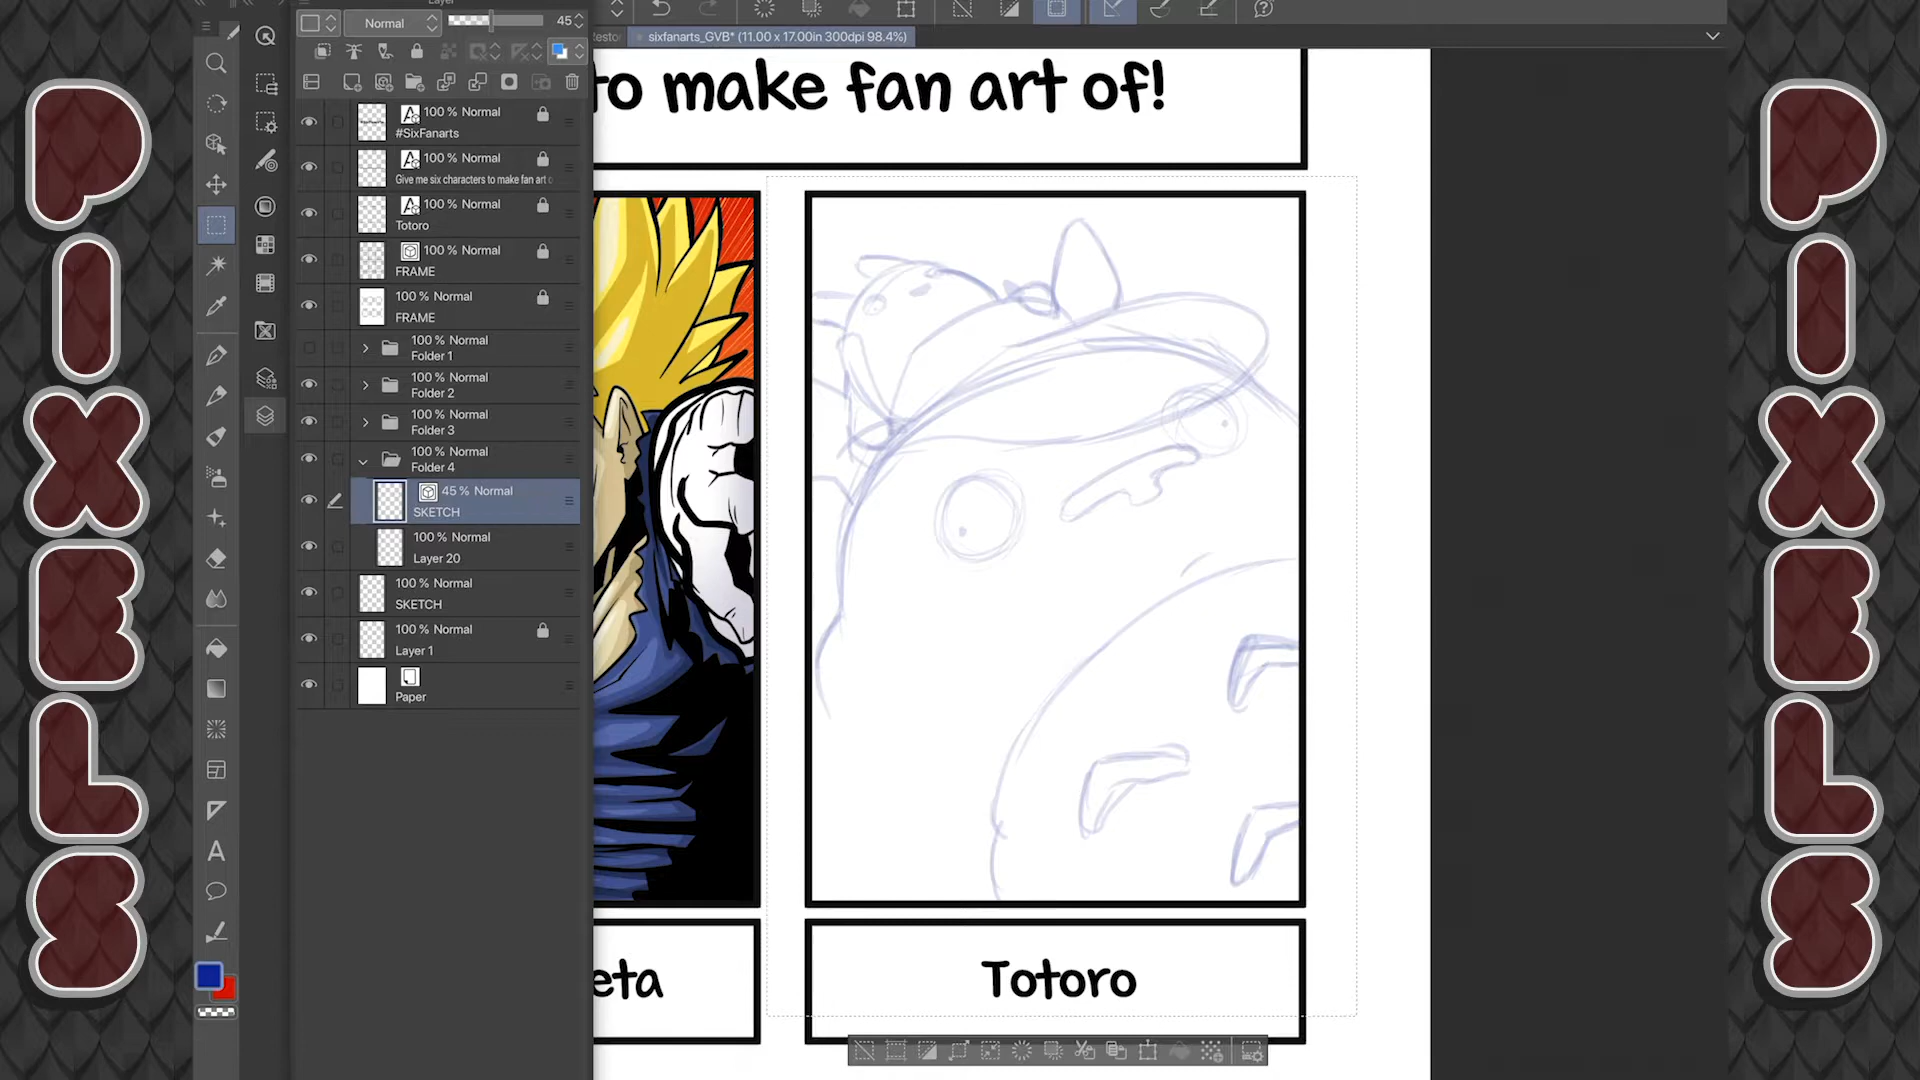 PIXELS
Layer
Normal
45
100 % Normal
#SixFanarts
100 % Normal
Give me six characters to make fan art o
100 % Normal
Totoro
100 % Normal
FRAME
100 % Normal
FRAME
100 % Normal
Folder 1
100 % Normal
Folder 2
100 % Normal
Folder 3
100 % Normal
Folder 4
45 % Normal
SKETCH
100 % Normal
Layer 20
100 % Normal
SKETCH
100 % Normal
Layer 1
Paper
sixfanarts_GVB* (11.00 x 17.00in 300dpi 98.4%)
to make fan art of!
eta
Totoro
PIXELS